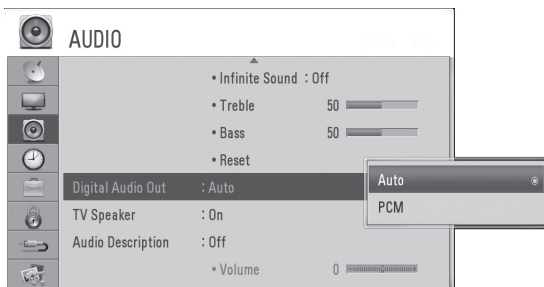 AUDIO
• Infinite Sound : Off
• Treble 50
• Bass 50
• Reset
Digital Audio Out : Auto
Auto
PCM
TV Speaker : On
Audio Description : Off
• Volume 0 - +